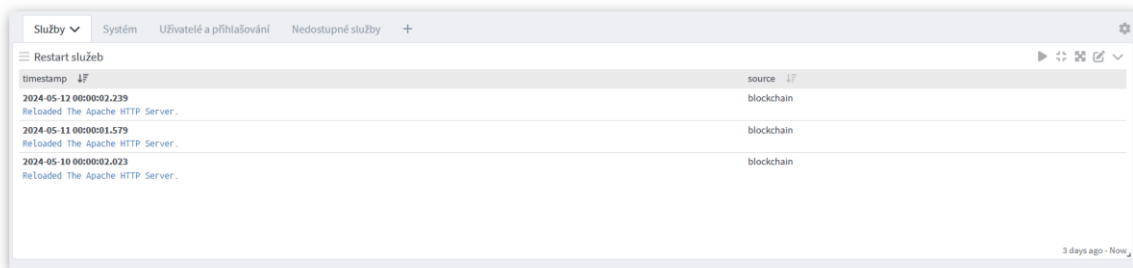 Služby Systém Uživatelé a přihlašování Nedostupné služby +
Restart služeb
timestamp source
2024-05-12 00:00:02.239 blockchain
Reloaded The Apache HTTP Server.
2024-05-11 00:00:01.579 blockchain
Reloaded The Apache HTTP Server.
2024-05-10 00:00:02.023 blockchain
Reloaded The Apache HTTP Server.
3 days ago - Now